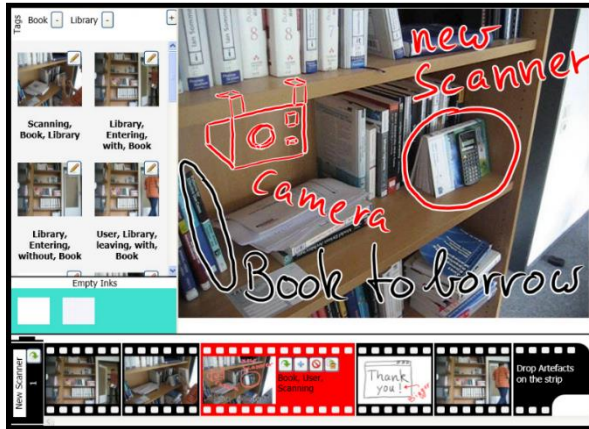 Tags Book - Library - +
Scanning,
Book, Library
Library,
Entering,
with, Book
Library,
Entering
without, Book
User, Library,
leaving, with,
Book
Empty Inks
new
Scanner
camera
Book to borrow
New Scanner
1
Book, User,
Scanning
Thank
you!
Bigger
Drop Artefacts
on the strip